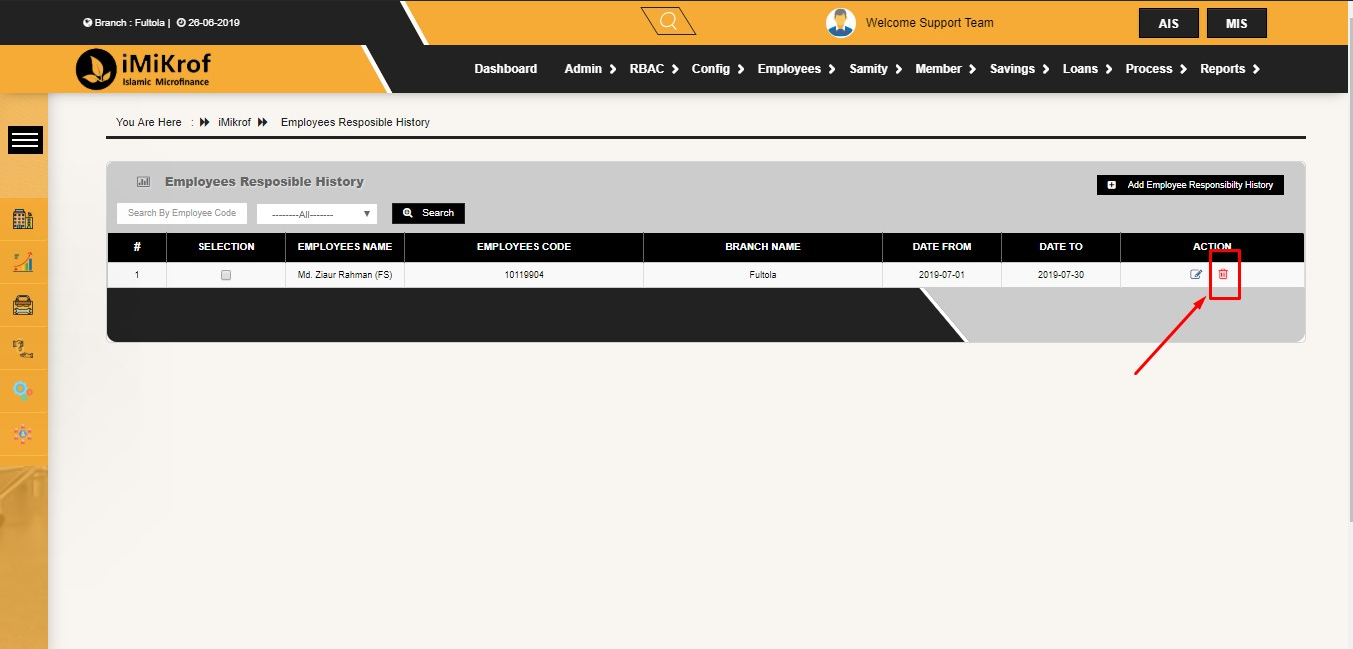 Branch : Fultola | 26-06-2019
Welcome Support Team
AIS
MIS
iMiKrof
Islamic Microfinance
Dashboard Admin RBAC Config Employees Samity Member Savings Loans Process Reports
You Are Here : iMikrof Employees Resposible History
Employees Resposible History
Add Employee Responsibilty History
Search By Employee Code
--------All-------
Search
# SELECTION EMPLOYEES NAME EMPLOYEES CODE BRANCH NAME DATE FROM DATE TO ACTION
1 Md. Ziaur Rahman (FS) 10119904 Fultola 2019-07-01 2019-07-30